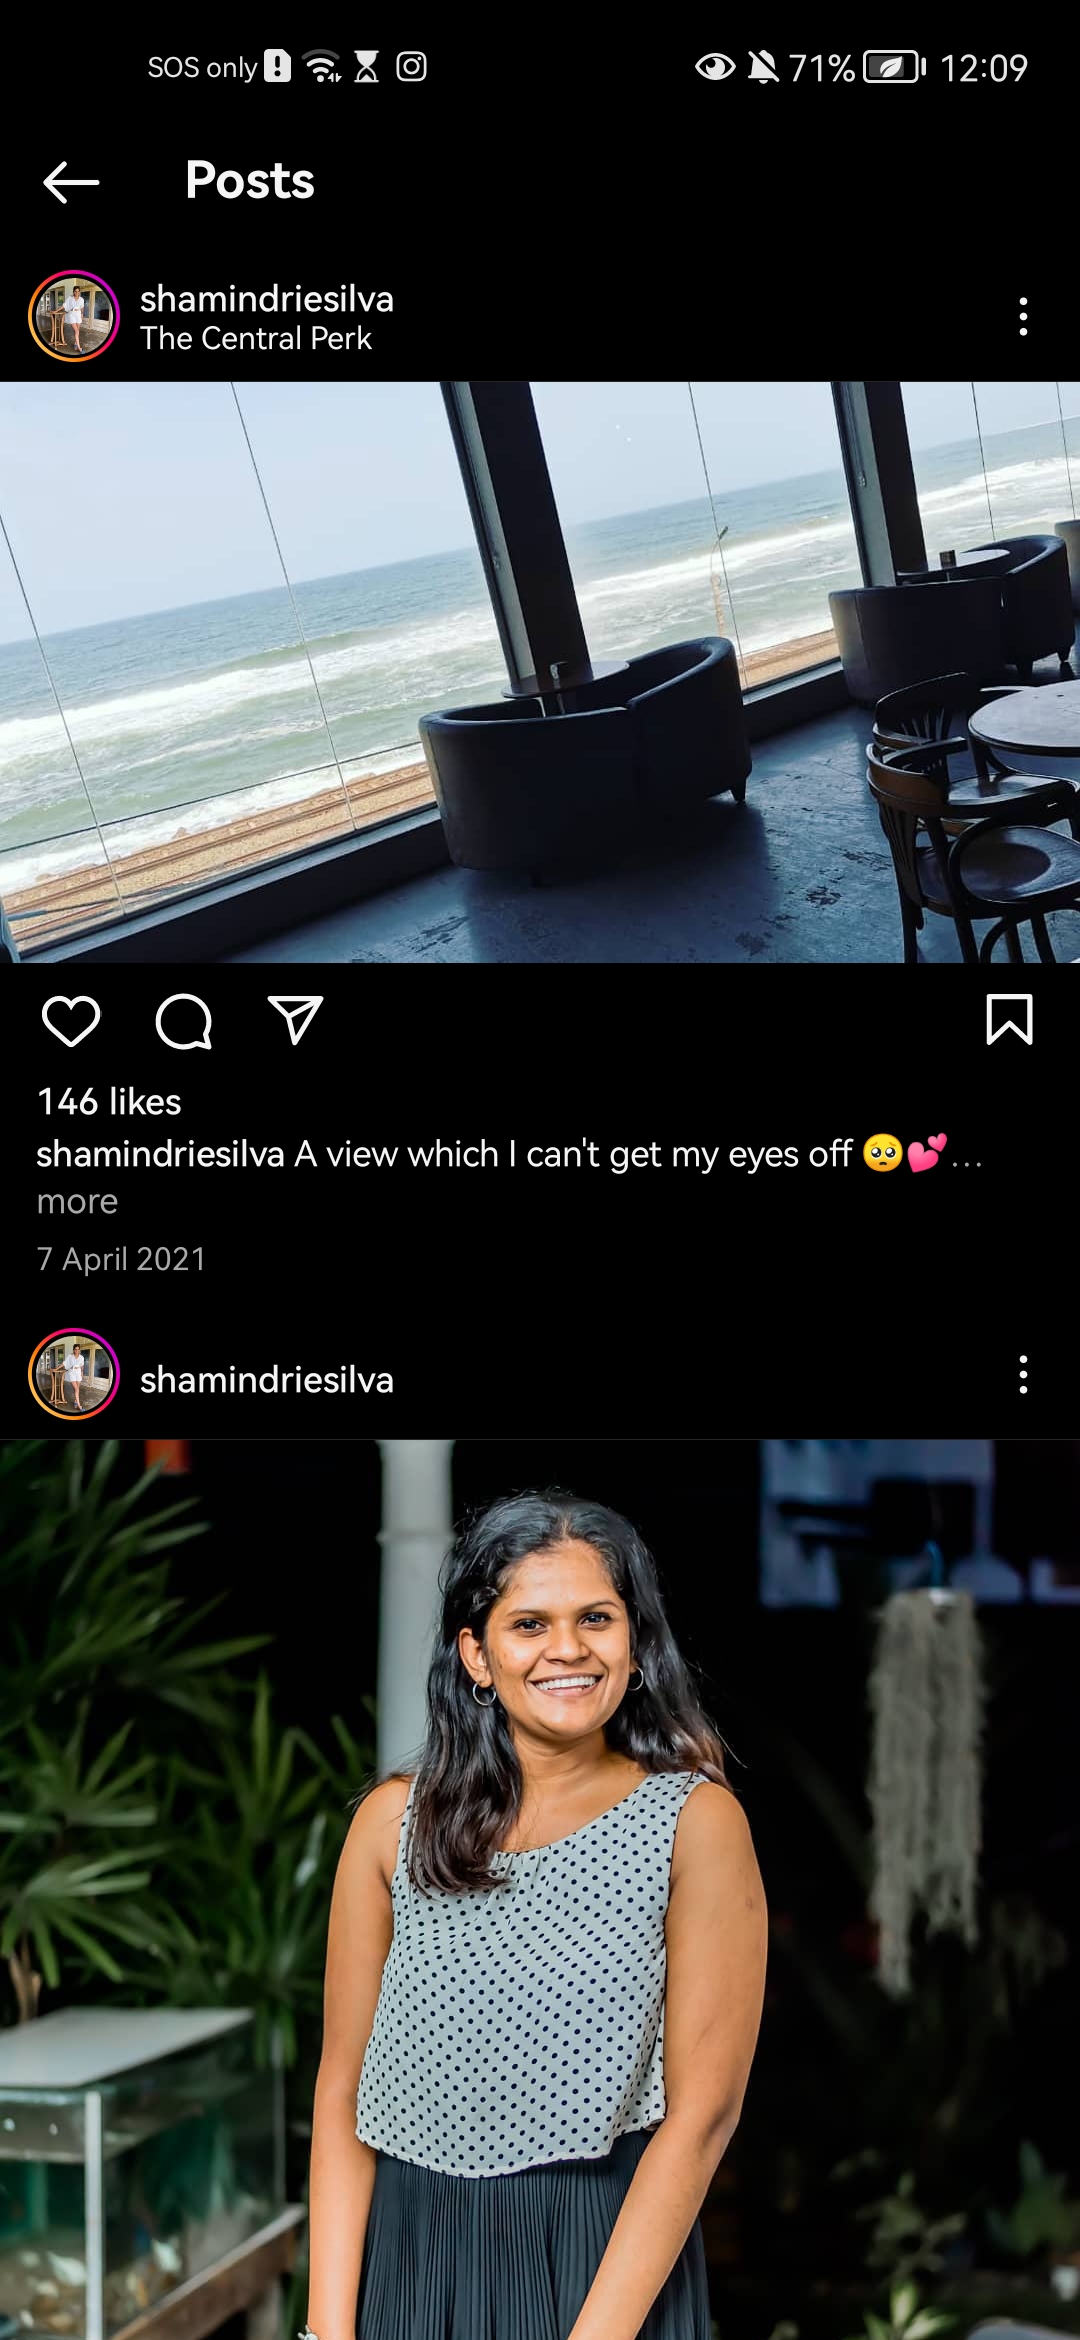 SOS only 71% 12:09
Posts
shamindriesilva
The Central Perk
146 likes
shamindriesilva A view which I can't get my eyes off 🥺💕...
more
7 April 2021
shamindriesilva